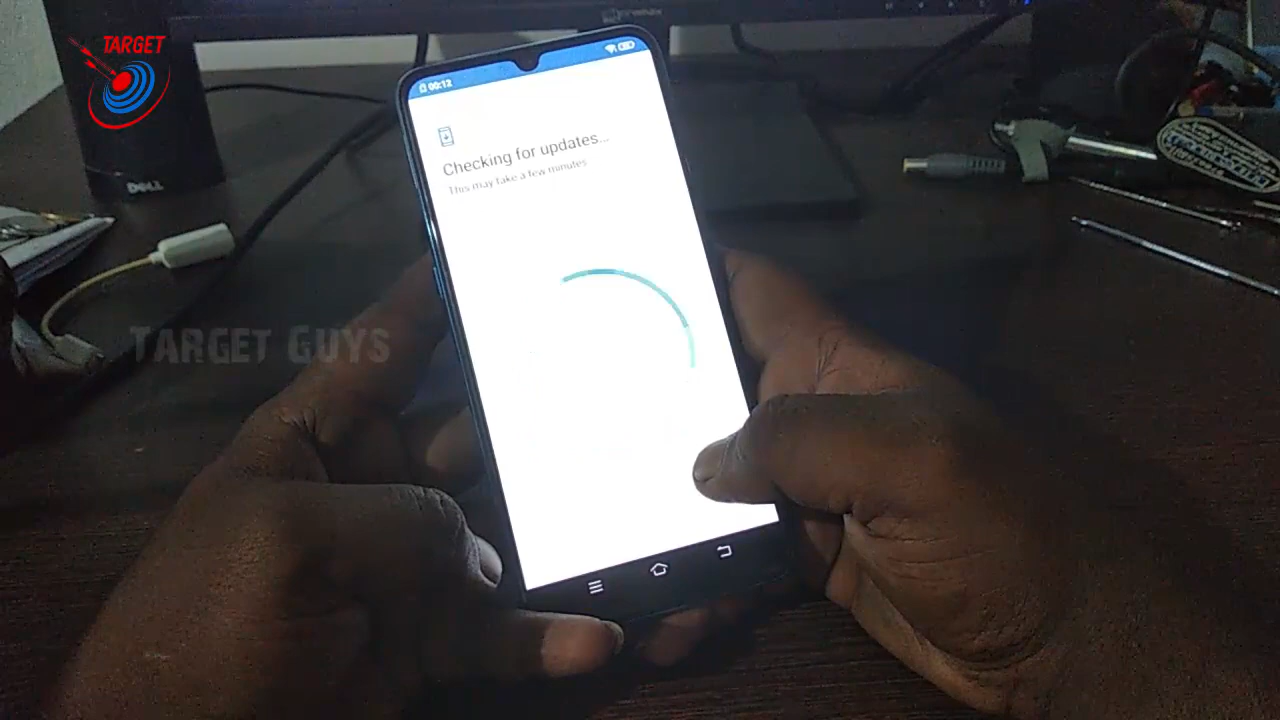 TARGET
DELL
00:12
Checking for updates...
This may take a few minutes
TARGET GUYS